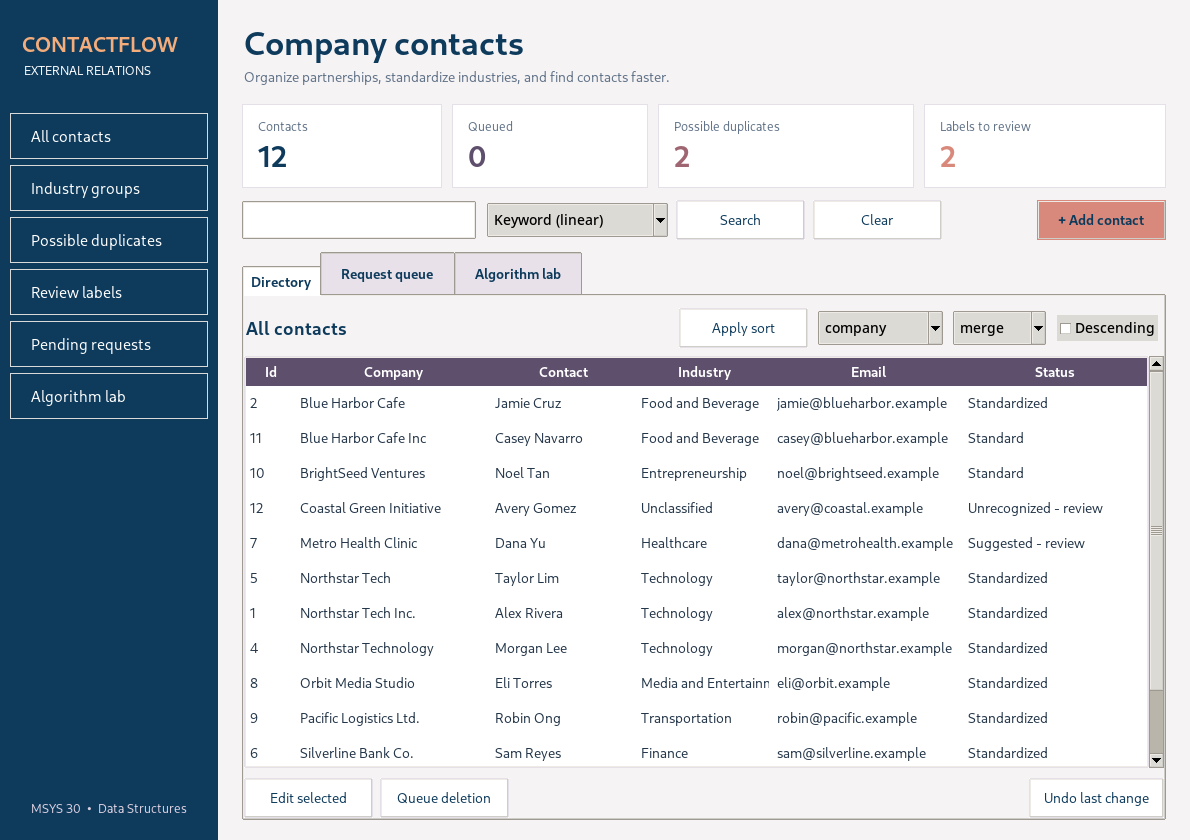 CONTACTFLOW
EXTERNAL RELATIONS
All contacts
Industry groups
Possible duplicates
Review labels
Pending requests
Algorithm lab
MSYS 30 • Data Structures
Company contacts
Organize partnerships, standardize industries, and find contacts faster.
Contacts Queued Possible duplicates Labels to review
12 0 2 2
Keyword (linear) Search Clear + Add contact
Directory Request queue Algorithm lab
All contacts Apply sort company merge Descending
Id Company Contact Industry Email Status
2 Blue Harbor Cafe Jamie Cruz Food and Beverage jamie@blueharbor.example Standardized
11 Blue Harbor Cafe Inc Casey Navarro Food and Beverage casey@blueharbor.example Standard
10 BrightSeed Ventures Noel Tan Entrepreneurship noel@brightseed.example Standard
12 Coastal Green Initiative Avery Gomez Unclassified avery@coastal.example Unrecognized - review
7 Metro Health Clinic Dana Yu Healthcare dana@metrohealth.example Suggested - review
5 Northstar Tech Taylor Lim Technology taylor@northstar.example Standardized
1 Northstar Tech Inc. Alex Rivera Technology alex@northstar.example Standardized
4 Northstar Technology Morgan Lee Technology morgan@northstar.example Standardized
8 Orbit Media Studio Eli Torres Media and Entertainn eli@orbit.example Standardized
9 Pacific Logistics Ltd. Robin Ong Transportation robin@pacific.example Standardized
6 Silverline Bank Co. Sam Reyes Finance sam@silverline.example Standardized
Edit selected Queue deletion Undo last change